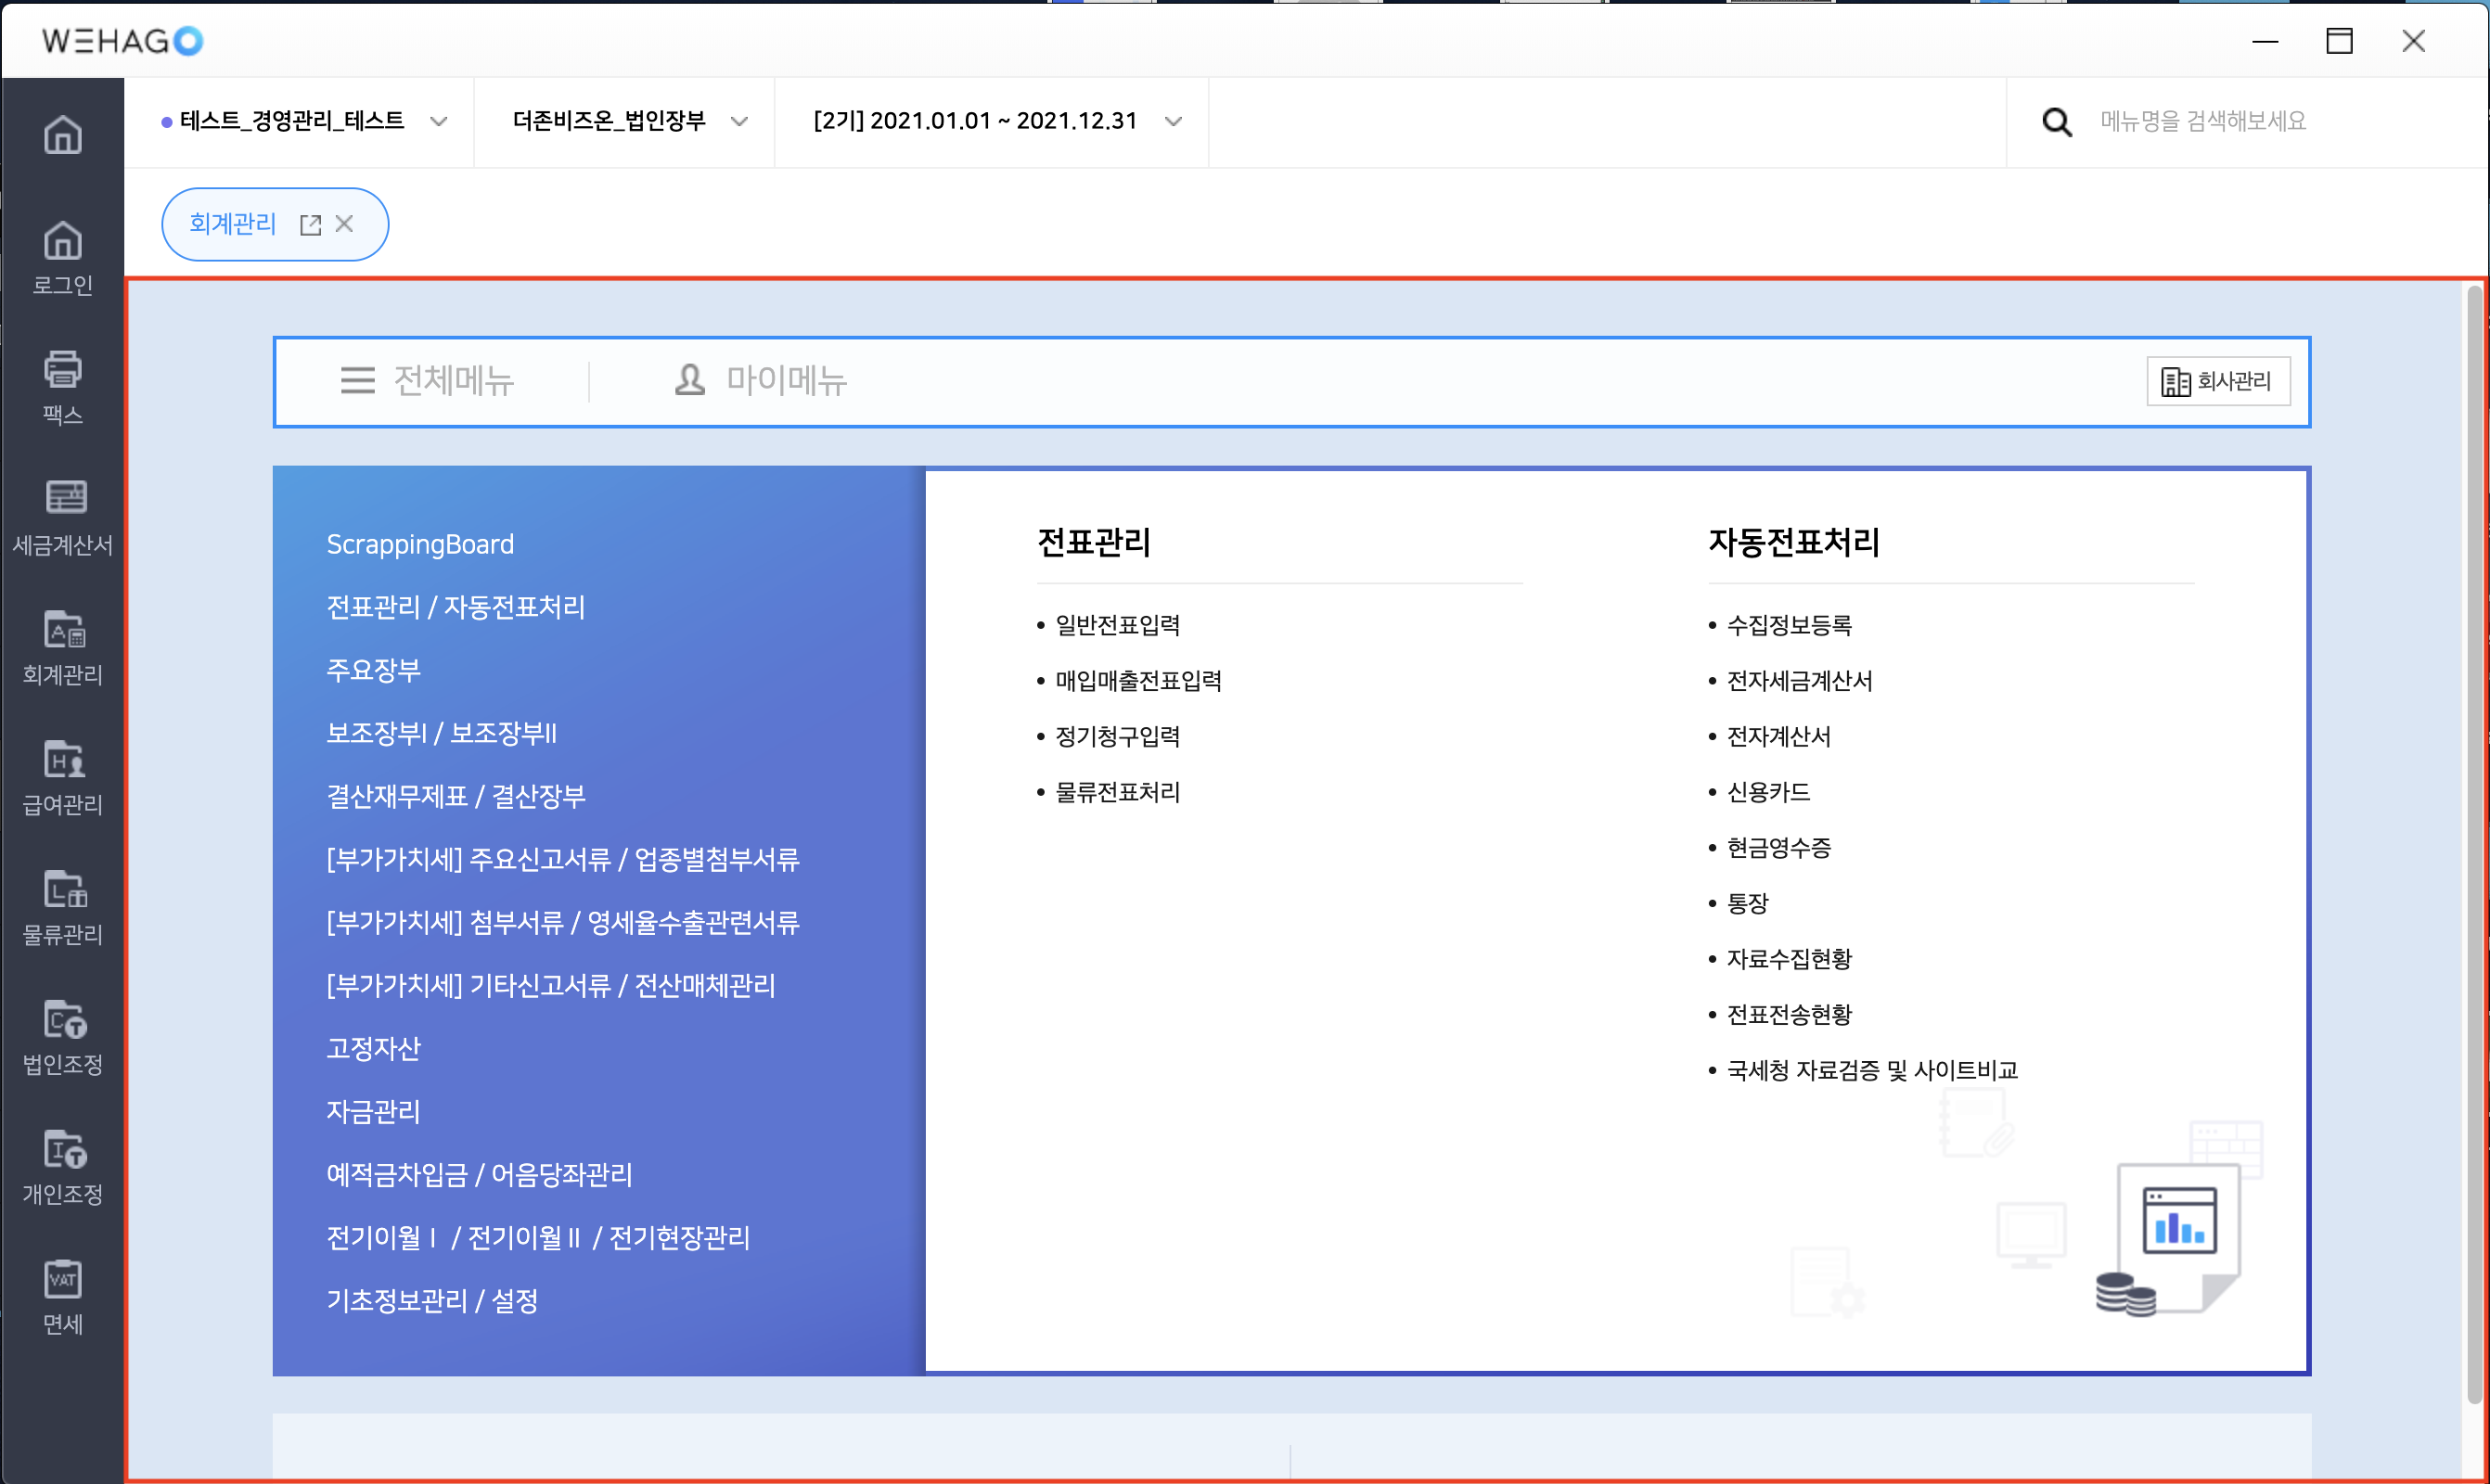 WEHAGO
테스트_경영관리_테스트
더존비즈온_법인장부
[2기] 2021.01.01 ~ 2021.12.31
메뉴명을 검색해보세요
회계관리
로그인
팩스
세금계산서
회계관리
급여관리
물류관리
법인조정
개인조정
VAT
면세
전체메뉴
마이메뉴
회사관리
ScrappingBoard
전표관리 / 자동전표처리
주요장부
보조장부I / 보조장부II
결산재무제표 / 결산장부
[부가가치세] 주요신고서류 / 업종별첨부서류
[부가가치세] 첨부서류 / 영세율수출관련서류
[부가가치세] 기타신고서류 / 전산매체관리
고정자산
자금관리
예적금차입금 / 어음당좌관리
전기이월Ⅰ / 전기이월Ⅱ / 전기현장관리
기초정보관리 / 설정
전표관리
• 일반전표입력
• 매입매출전표입력
• 정기청구입력
• 물류전표처리
자동전표처리
• 수집정보등록
• 전자세금계산서
• 전자계산서
• 신용카드
• 현금영수증
• 통장
• 자료수집현황
• 전표전송현황
• 국세청 자료검증 및 사이트비교